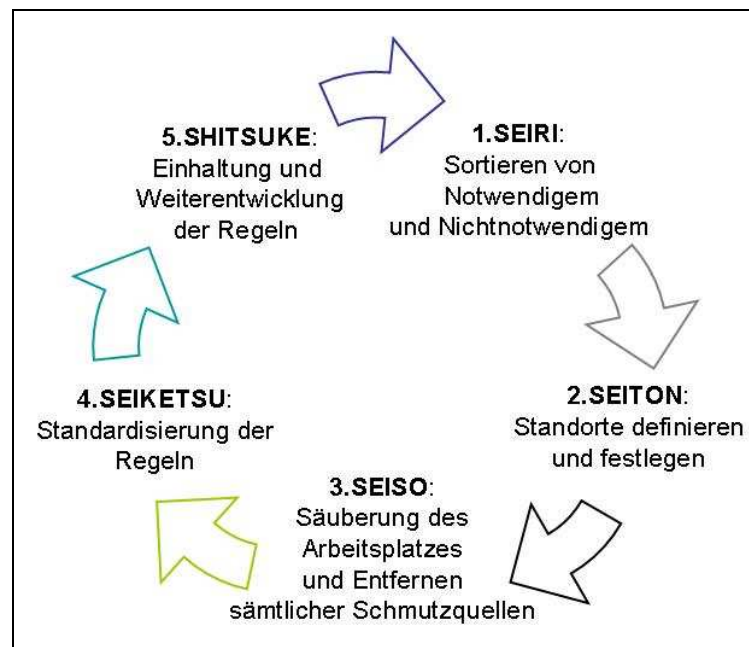 1.SEIRI:
Sortieren von
Notwendigem
und Nichtnotwendigem
2.SEITON:
Standorte definieren
und festlegen
3.SEISO:
Säuberung des
Arbeitsplatzes
und Entfernen
sämtlicher Schmutzquellen
4.SEIKETSU:
Standardisierung der
Regeln
5.SHITSUKE:
Einhaltung und
Weiterentwicklung
der Regeln